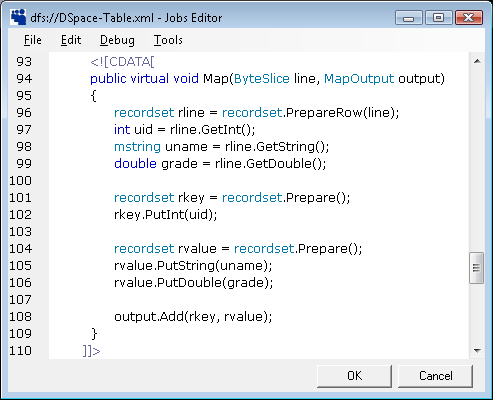 dfs://DSpace-Table.xml - Jobs Editor
File Edit Debug Tools
93 <![CDATA[
94 public virtual void Map(ByteSlice line, MapOutput output)
95 {
96 recordset rline = recordset.PrepareRow(line);
97 int uid = rline.GetInt();
98 mstring uname = rline.GetString();
99 double grade = rline.GetDouble();
100
101 recordset rkey = recordset.Prepare();
102 rkey.PutInt(uid);
103
104 recordset rvalue = recordset.Prepare();
105 rvalue.PutString(uname);
106 rvalue.PutDouble(grade);
107
108 output.Add(rkey, rvalue);
109 }
110 ]]>
OK Cancel